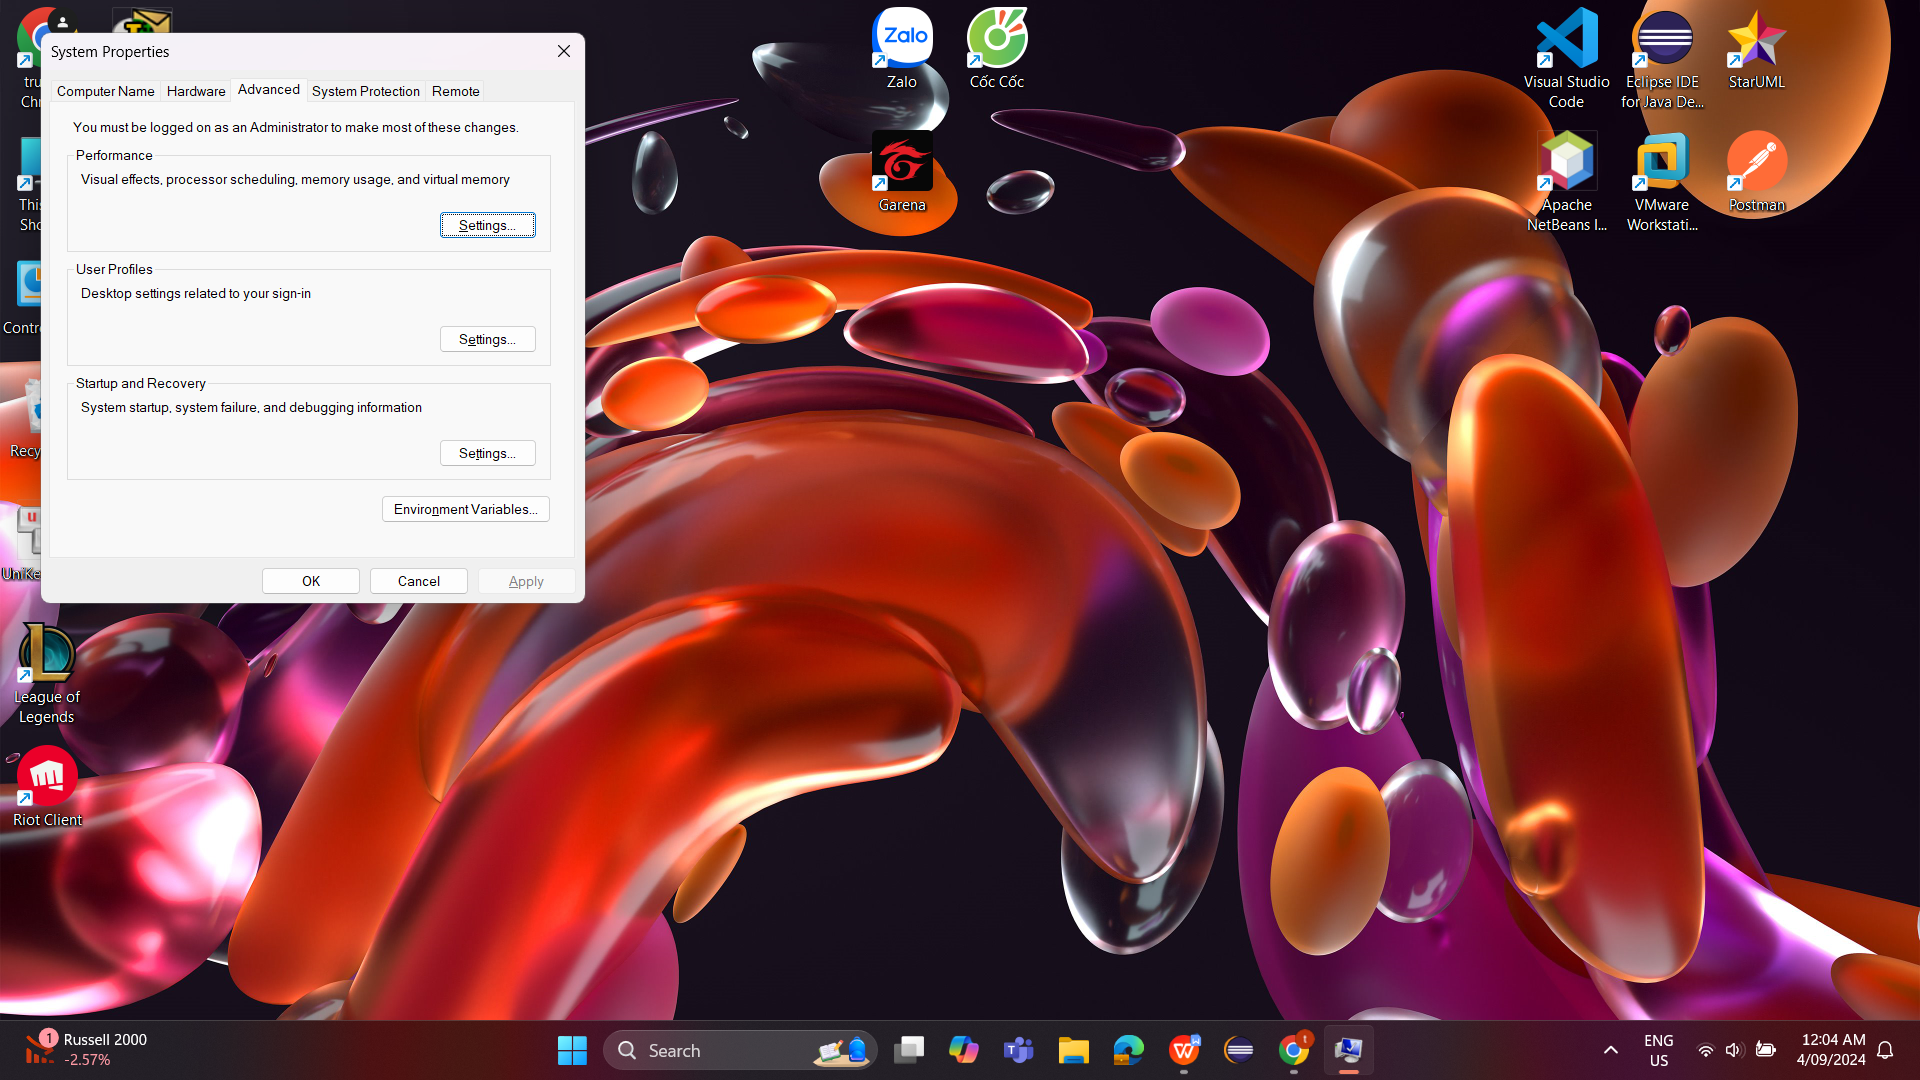 System Properties
Computer Name
Hardware
Advanced
System Protection
Remote
You must be logged on as an Administrator to make most of these changes.
Performance
Visual effects, processor scheduling, memory usage, and virtual memory
Settings...
User Profiles
Desktop settings related to your sign-in
Settings...
Startup and Recovery
System startup, system failure, and debugging information
Settings...
Environment Variables...
OK
Cancel
Apply
tru
Chr
This
Sho
Contr
Recy
UniKe
League of
Legends
Riot Client
Zalo
Zalo
Cốc Cốc
Garena
Visual Studio
Code
Eclipse IDE
for Java De...
StarUML
Apache
NetBeans I...
VMware
Workstati...
Postman
1
Russell 2000
-2.57%
Search
t
ENG
US
12:04 AM
4/09/2024